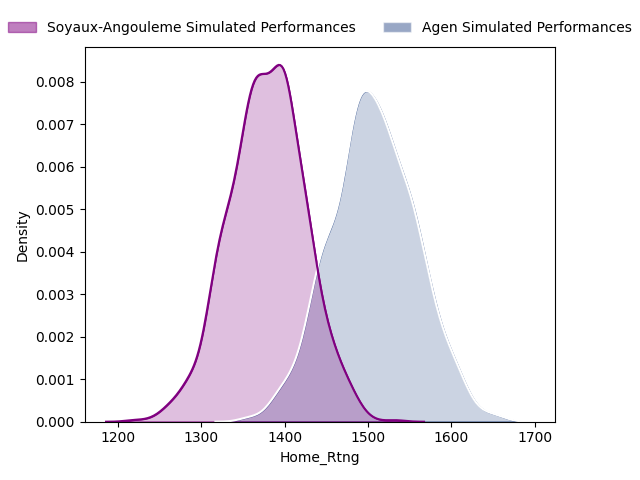 Soyaux-Angouleme Simulated Performances Agen Simulated Performances
0.008
0.007
0.006
0.005
0.004
0.003
0.002
0.001
0.000
Density
1200 1300 1400 1500 1600 1700
Home_Rtng